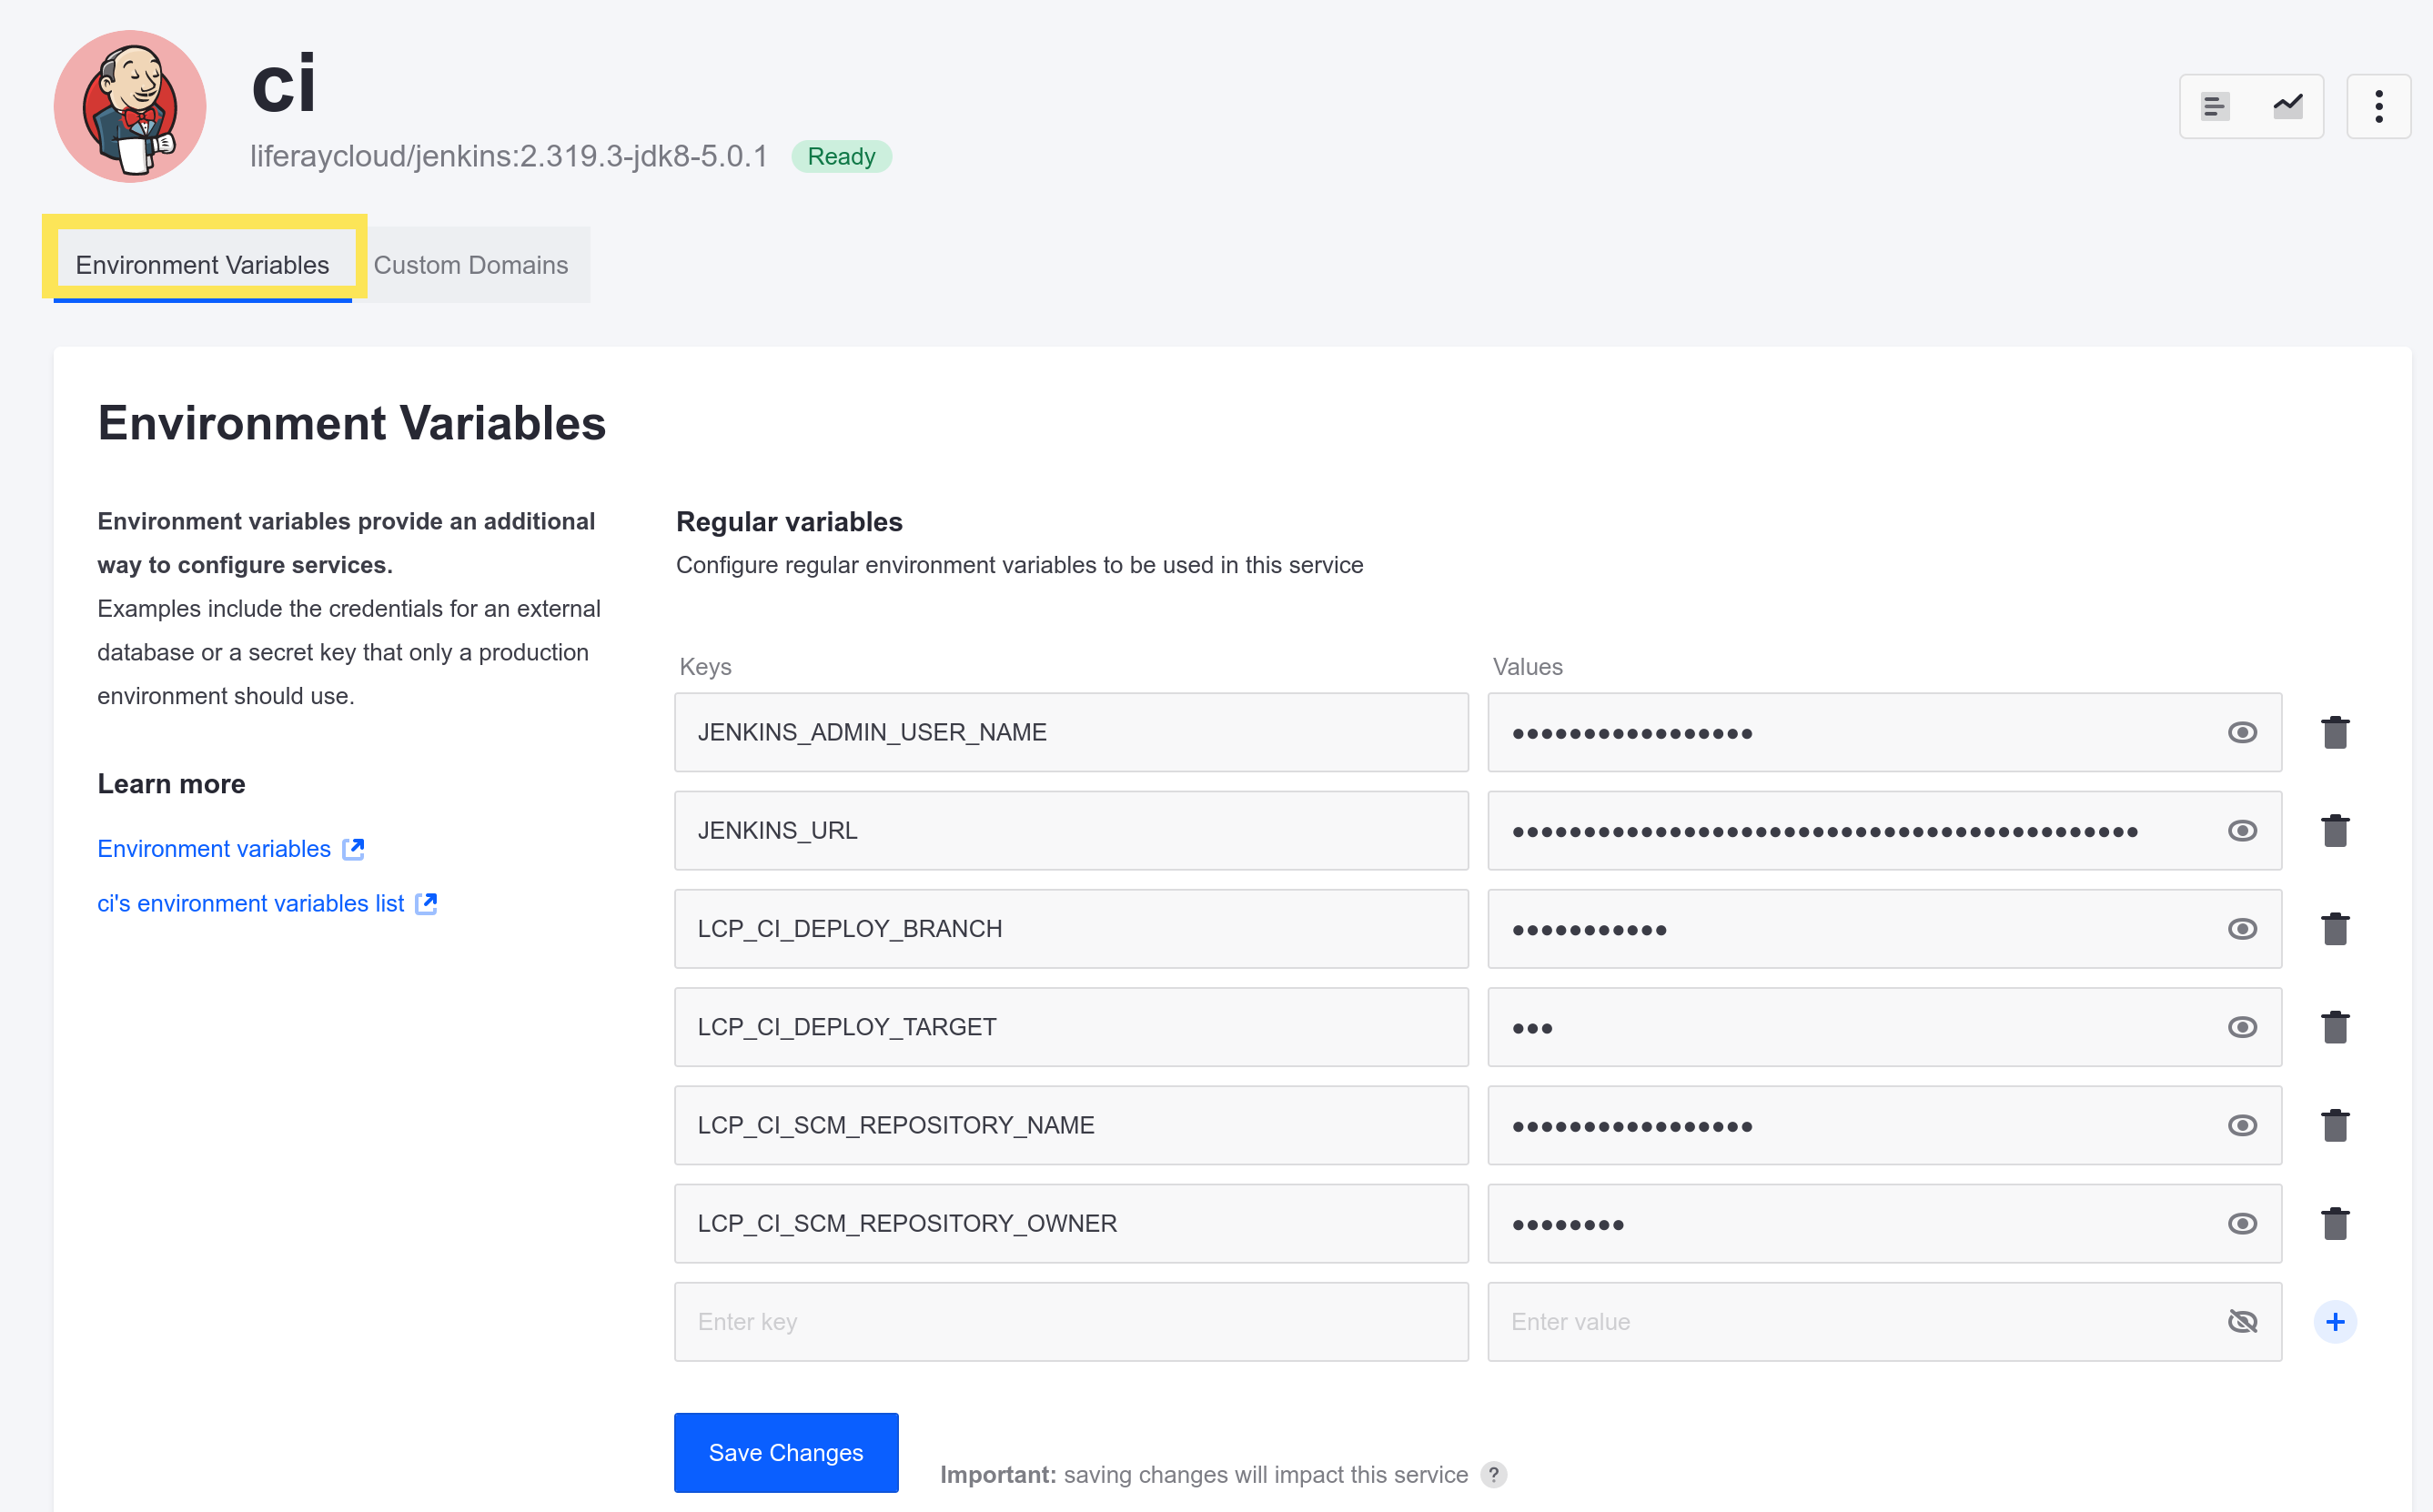 ci
liferaycloud/jenkins:2.319.3-jdk8-5.0.1 Ready
Environment Variables Custom Domains
Environment Variables
Environment variables provide an additional
way to configure services.
Examples include the credentials for an external
database or a secret key that only a production
environment should use.
Learn more
Environment variables
ci's environment variables list
Regular variables
Configure regular environment variables to be used in this service
Keys Values
JENKINS_ADMIN_USER_NAME •••••••••••••••••
JENKINS_URL ••••••••••••••••••••••••••••••••••••••••••••
LCP_CI_DEPLOY_BRANCH •••••••••••
LCP_CI_DEPLOY_TARGET •••
LCP_CI_SCM_REPOSITORY_NAME •••••••••••••••••
LCP_CI_SCM_REPOSITORY_OWNER ••••••••
Enter key Enter value
Save Changes Important: saving changes will impact this service ?